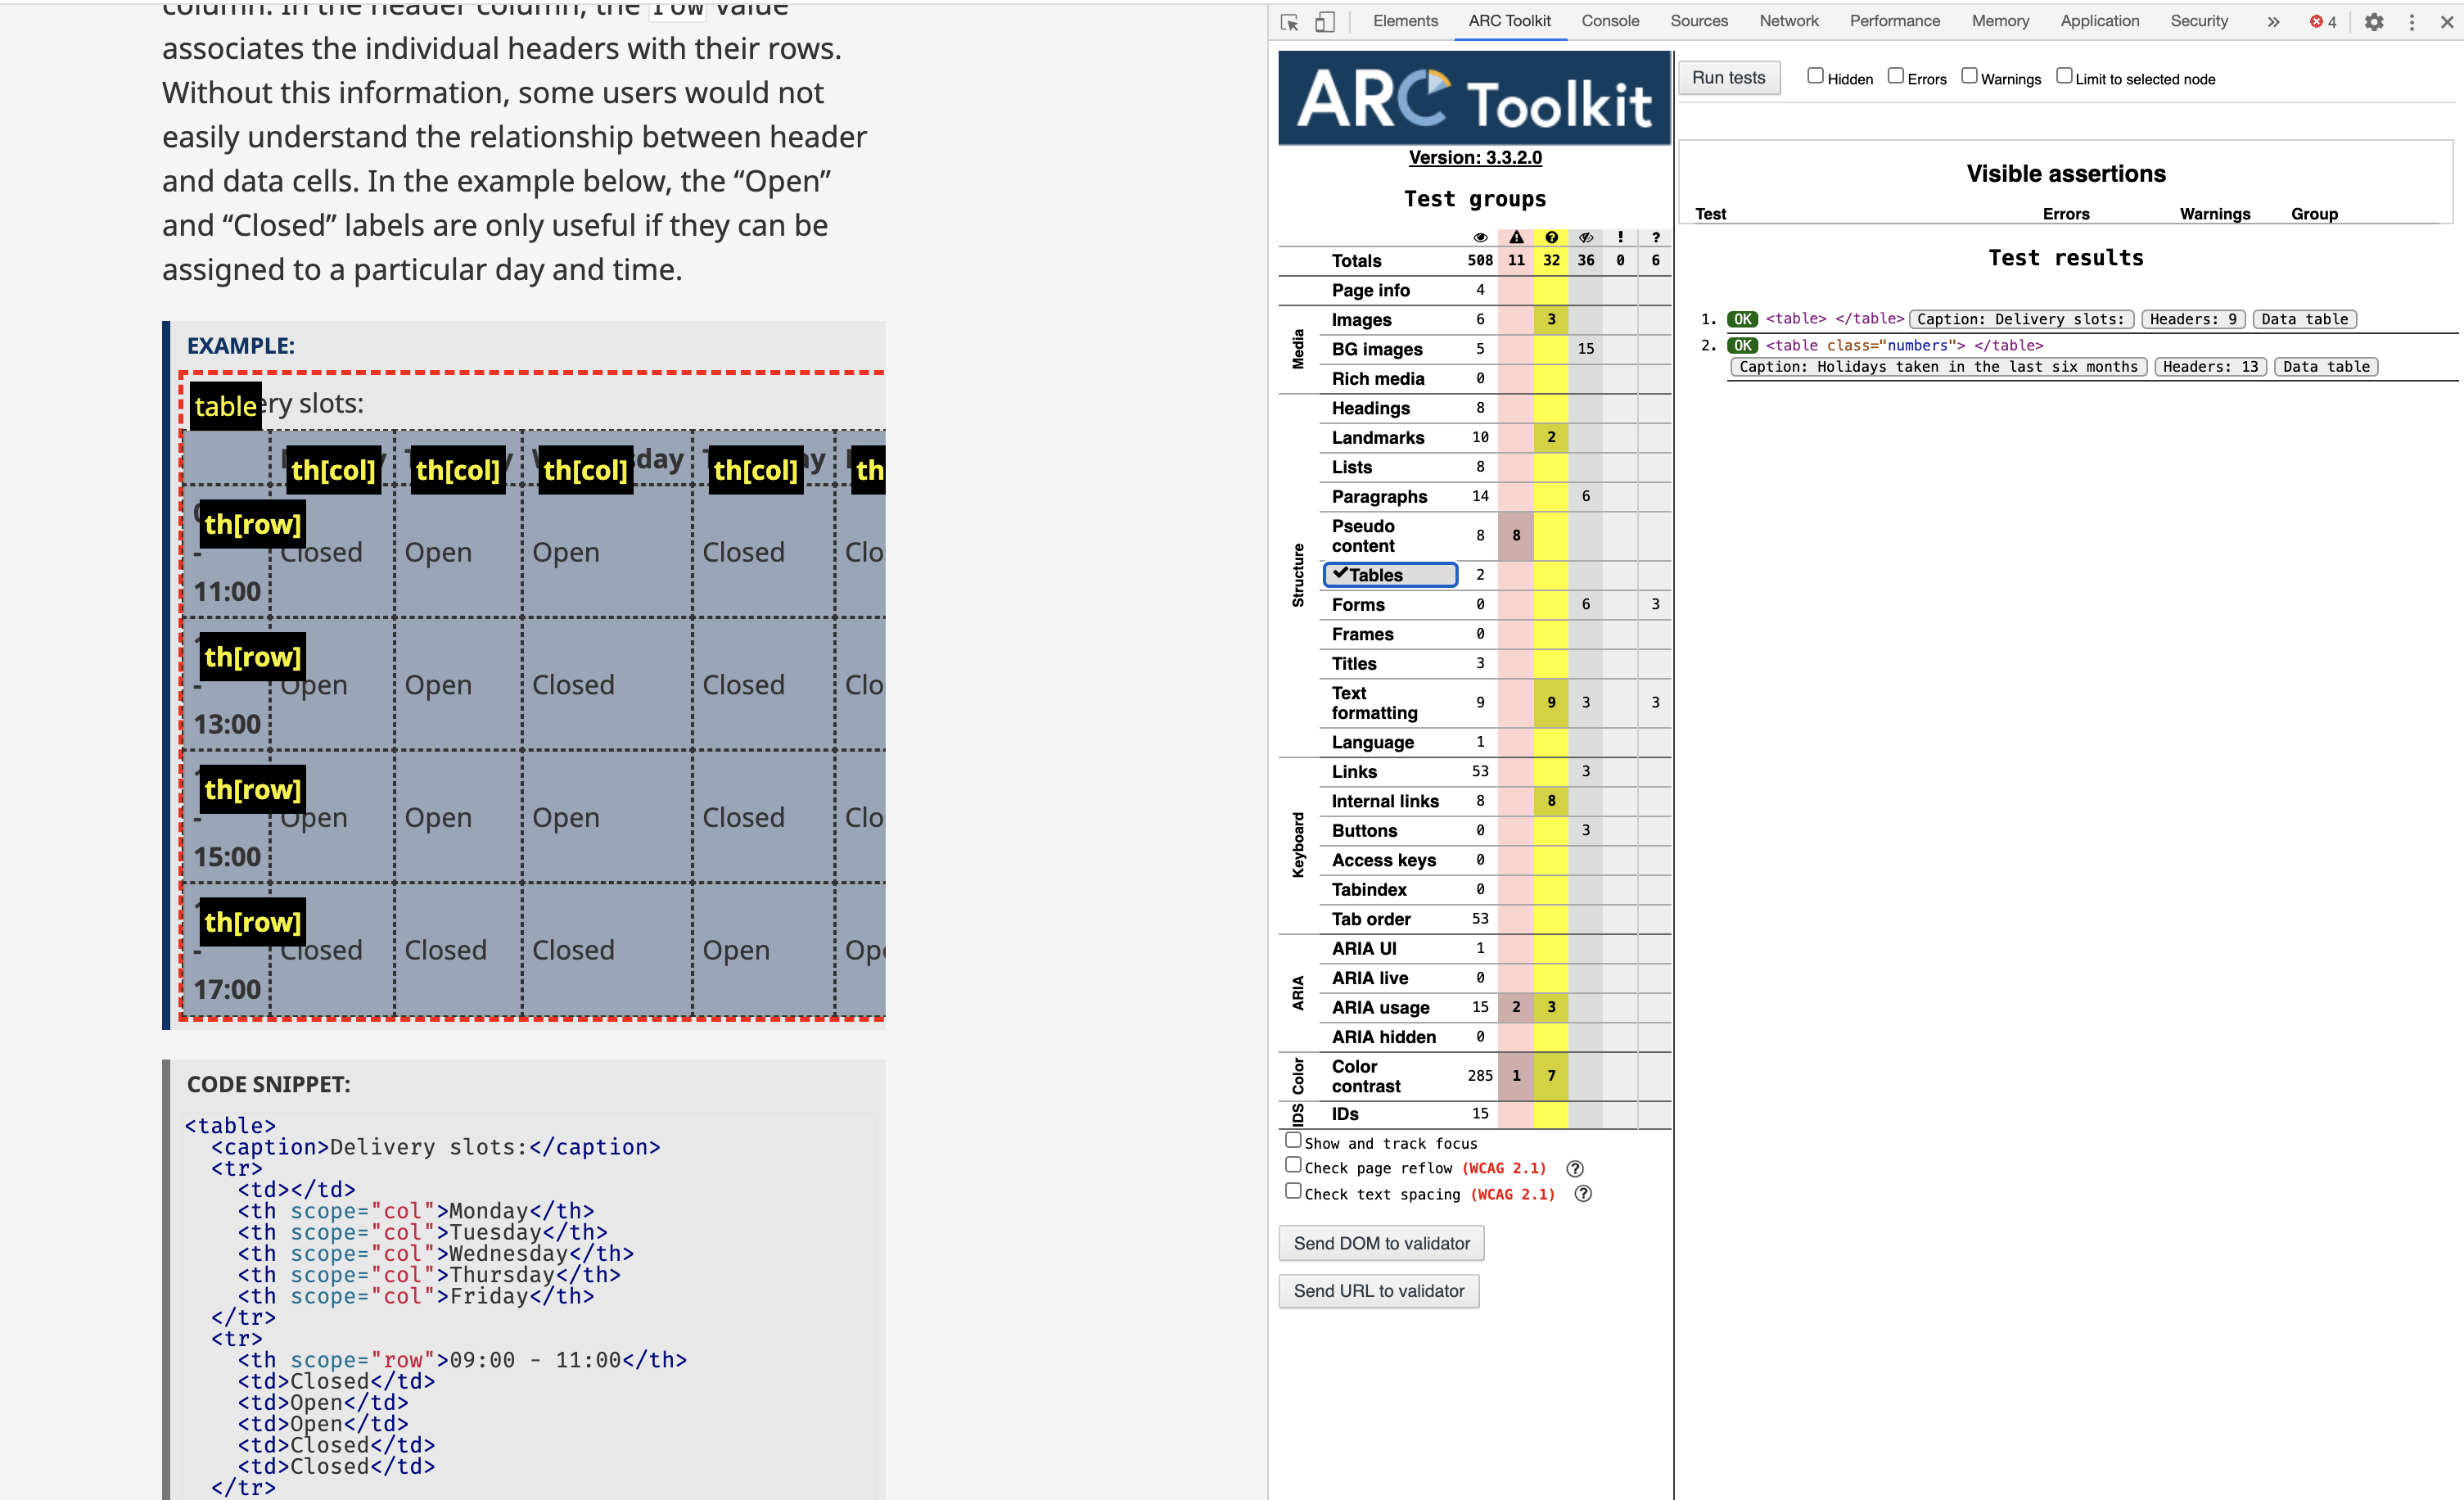 column. In the header column, the row value
associates the individual headers with their rows.
Without this information, some users would not
easily understand the relationship between header
and data cells. In the example below, the “Open”
and “Closed” labels are only useful if they can be
assigned to a particular day and time.
EXAMPLE:
table ery slots:
th[col] th[col] th[col] sday th[col] ay th
th[row]
- Closed Open Open Closed Clo
11:00
th[row]
- Open Open Closed Closed Clo
13:00
th[row]
- Open Open Open Closed Clo
15:00
th[row]
- Closed Closed Closed Open Ope
17:00
CODE SNIPPET:
<table>
<caption>Delivery slots:</caption>
<tr>
<td></td>
<th scope="col">Monday</th>
<th scope="col">Tuesday</th>
<th scope="col">Wednesday</th>
<th scope="col">Thursday</th>
<th scope="col">Friday</th>
</tr>
<tr>
<th scope="row">09:00 - 11:00</th>
<td>Closed</td>
<td>Open</td>
<td>Open</td>
<td>Closed</td>
<td>Closed</td>
</tr>
Elements ARC Toolkit Console Sources Network Performance Memory Application Security » 4
ARC Toolkit
Version: 3.3.2.0
Test groups
! ?
Totals 508 11 32 36 0 6
Page info 4
Media
Images 6 3
BG images 5 15
Rich media 0
Structure
Headings 8
Landmarks 10 2
Lists 8
Paragraphs 14 6
Pseudo content 8 8
✔Tables 2
Forms 0 6 3
Frames 0
Titles 3
Text formatting 9 9 3 3
Language 1
Keyboard
Links 53 3
Internal links 8 8
Buttons 0 3
Access keys 0
Tabindex 0
Tab order 53
ARIA
ARIA UI 1
ARIA live 0
ARIA usage 15 2 3
ARIA hidden 0
Color
Color contrast 285 1 7
IDS
IDs 15
Show and track focus
Check page reflow (WCAG 2.1) ?
Check text spacing (WCAG 2.1) ?
Send DOM to validator
Send URL to validator
Run tests Hidden Errors Warnings Limit to selected node
Visible assertions
Test Errors Warnings Group
Test results
1. OK <table> </table> Caption: Delivery slots: Headers: 9 Data table
2. OK <table class="numbers"> </table>
Caption: Holidays taken in the last six months Headers: 13 Data table